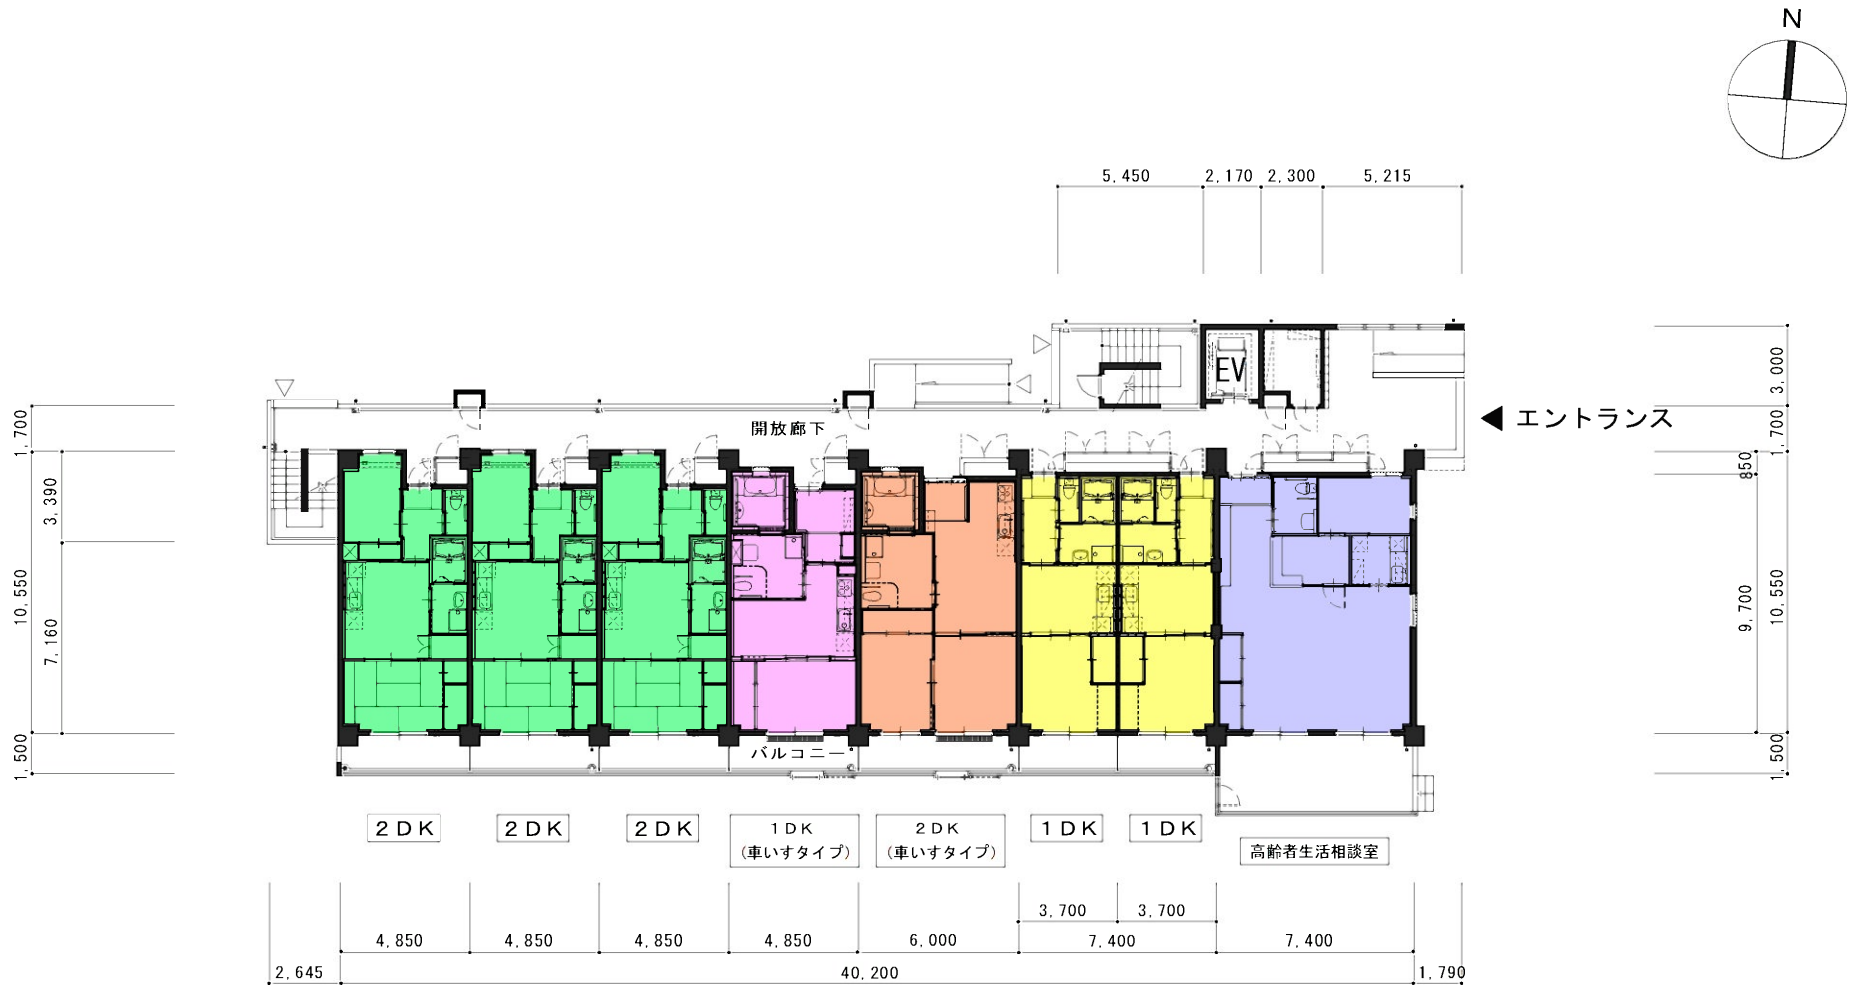 N
5,450
2,170
2,300
5,215
EV
エントランス
開放廊下
1,700
3,390
10,550
7,160
1,500
3,000
1,700
850
9,700
10,550
1,500
バルコニー
2DK
2DK
2DK
1DK
(車いすタイプ)
2DK
(車いすタイプ)
1DK
1DK
高齢者生活相談室
3,700
3,700
4,850
4,850
4,850
4,850
6,000
7,400
7,400
2,645
40,200
1,790